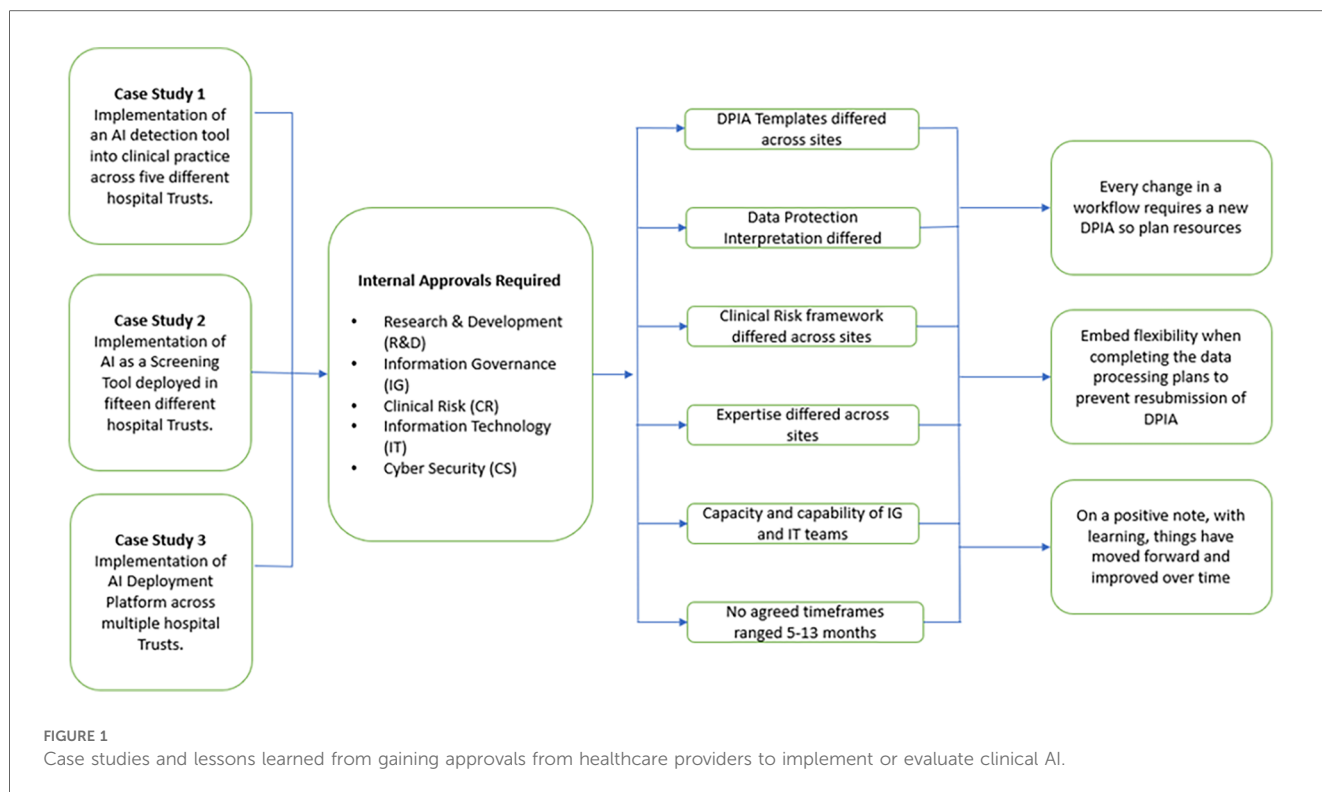 Case Study 1
Implementation of
an AI detection tool
into clinical practice
across five different
hospital Trusts.
Case Study 2
Implementation of
AI as a Screening
Tool deployed in
fifteen different
hospital Trusts.
Case Study 3
Implementation of
AI Deployment
Platform across
multiple hospital
Trusts.
Internal Approvals Required
• Research & Development
(R&D)
• Information Governance
(IG)
• Clinical Risk (CR)
• Information Technology
(IT)
• Cyber Security (CS)
DPIA Templates differed
across sites
Data Protection
Interpretation differed
Clinical Risk framework
differed across sites
Expertise differed across
sites
Capacity and capability of IG
and IT teams
No agreed timeframes
ranged 5-13 months
Every change in a
workflow requires a new
DPIA so plan resources
Embed flexibility when
completing the data
processing plans to
prevent resubmission of
DPIA
On a positive note, with
learning, things have
moved forward and
improved over time
FIGURE 1
Case studies and lessons learned from gaining approvals from healthcare providers to implement or evaluate clinical AI.